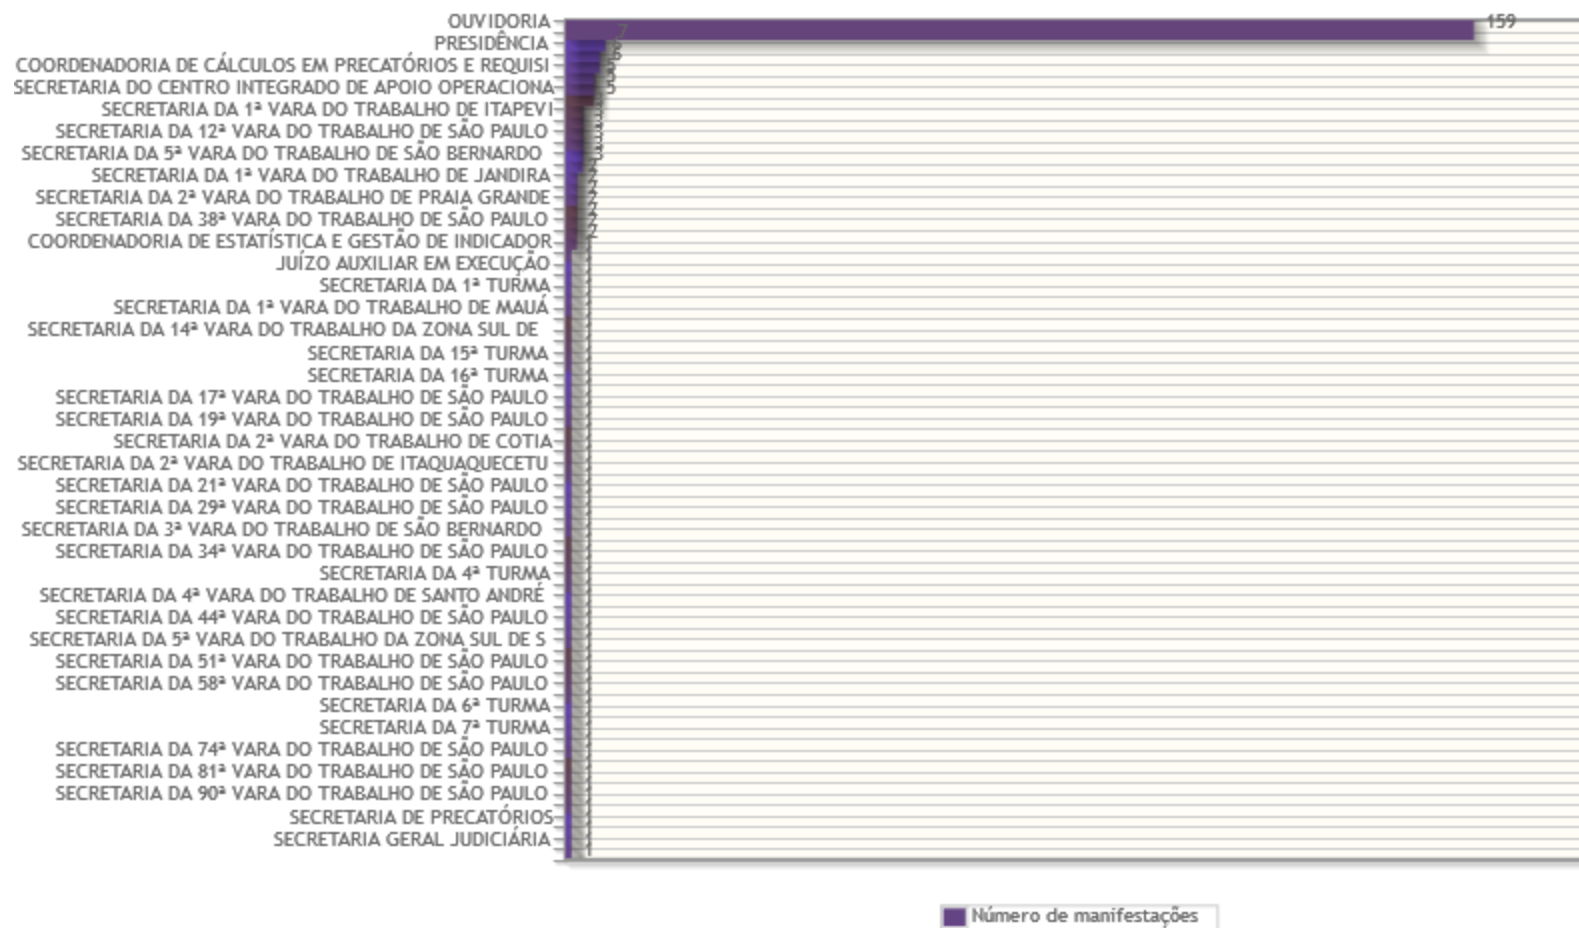 OUVIDORIA 159
7
PRESIDÊNCIA
6
COORDENADORIA DE CÁLCULOS EM PRECATÓRIOS E REQUISI
SECRETARIA DO CENTRO INTEGRADO DE APOIO OPERACIONA 5
SECRETARIA DA 1ª VARA DO TRABALHO DE ITAPEVI
SECRETARIA DA 12ª VARA DO TRABALHO DE SÃO PAULO
SECRETARIA DA 5ª VARA DO TRABALHO DE SÃO BERNARDO 3
SECRETARIA DA 1ª VARA DO TRABALHO DE JANDIRA 2
2
SECRETARIA DA 2ª VARA DO TRABALHO DE PRAIA GRANDE 2
SECRETARIA DA 38ª VARA DO TRABALHO DE SÃO PAULO 2
2
COORDENADORIA DE ESTATÍSTICA E GESTÃO DE INDICADOR
JUÍZO AUXILIAR EM EXECUÇÃO
SECRETARIA DA 1ª TURMA
SECRETARIA DA 1ª VARA DO TRABALHO DE MAUÁ
SECRETARIA DA 14ª VARA DO TRABALHO DA ZONA SUL DE
SECRETARIA DA 15ª TURMA
SECRETARIA DA 16ª TURMA
SECRETARIA DA 17ª VARA DO TRABALHO DE SÃO PAULO
SECRETARIA DA 19ª VARA DO TRABALHO DE SÃO PAULO
SECRETARIA DA 2ª VARA DO TRABALHO DE COTIA
SECRETARIA DA 2ª VARA DO TRABALHO DE ITAQUAQUECETU
SECRETARIA DA 21ª VARA DO TRABALHO DE SÃO PAULO
SECRETARIA DA 29ª VARA DO TRABALHO DE SÃO PAULO
SECRETARIA DA 3ª VARA DO TRABALHO DE SÃO BERNARDO
SECRETARIA DA 34ª VARA DO TRABALHO DE SÃO PAULO
SECRETARIA DA 4ª TURMA
SECRETARIA DA 4ª VARA DO TRABALHO DE SANTO ANDRÉ
SECRETARIA DA 44ª VARA DO TRABALHO DE SÃO PAULO
SECRETARIA DA 5ª VARA DO TRABALHO DA ZONA SUL DE S
SECRETARIA DA 51ª VARA DO TRABALHO DE SÃO PAULO
SECRETARIA DA 58ª VARA DO TRABALHO DE SÃO PAULO
SECRETARIA DA 6ª TURMA
SECRETARIA DA 7ª TURMA
SECRETARIA DA 74ª VARA DO TRABALHO DE SÃO PAULO
SECRETARIA DA 81ª VARA DO TRABALHO DE SÃO PAULO
SECRETARIA DA 90ª VARA DO TRABALHO DE SÃO PAULO
SECRETARIA DE PRECATÓRIOS
SECRETARIA GERAL JUDICIÁRIA
Número de manifestações